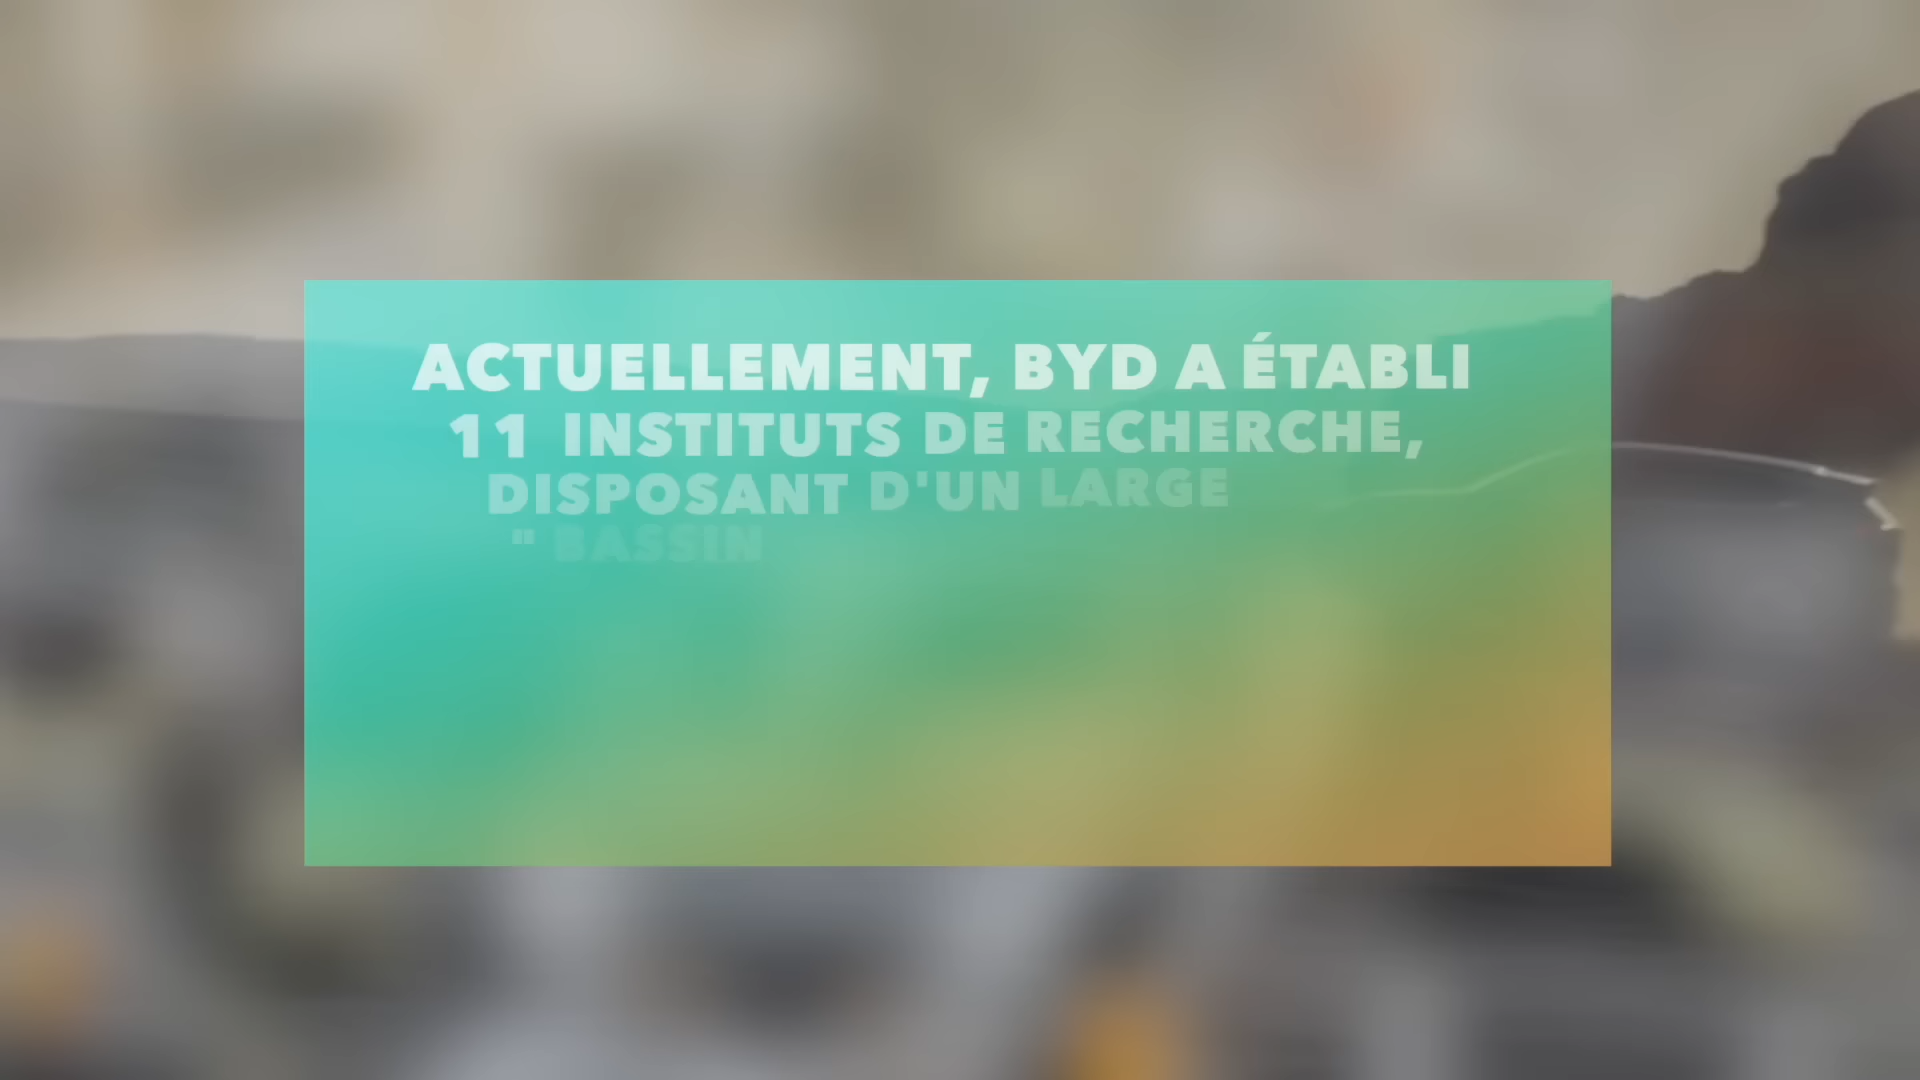 ACTUELLEMENT, BYD A ÉTABLI
11 INSTITUTS DE RECHERCHE,
DISPOSANT D'UN LARGE
" BASSIN